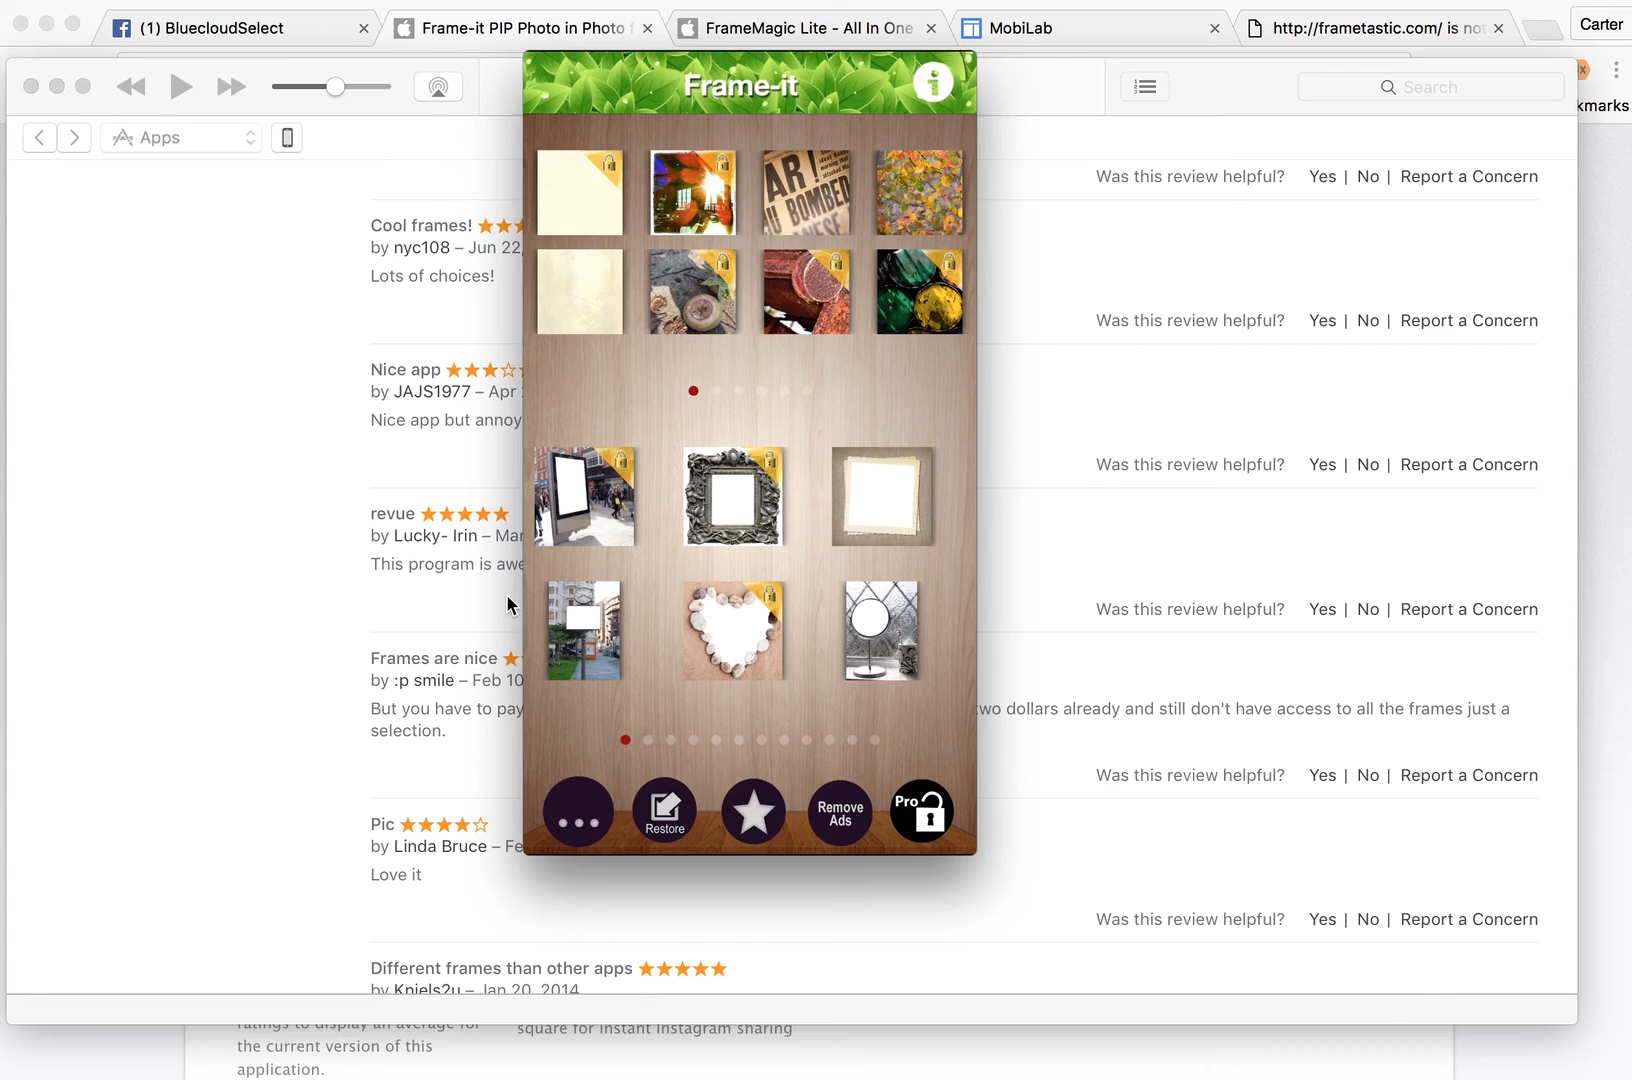 (1) BluecloudSelect
Frame-it PIP Photo in Photo f
FrameMagic Lite - All In One
MobiLab
http://frametastic.com/ is not
Carter
Search
kmarks
Apps
Frame-it
AR!
BOMBED
Was this review helpful? Yes | No | Report a Concern
Cool frames!
by nyc108 – Jun 22,
Lots of choices!
Was this review helpful? Yes | No | Report a Concern
Nice app
by JAJS1977 – Apr
Nice app but annoy
Was this review helpful? Yes | No | Report a Concern
revue
by Lucky- Irin – Mar
This program is awe
Was this review helpful? Yes | No | Report a Concern
Frames are nice
by :p smile – Feb 10
But you have to pay
two dollars already and still don't have access to all the frames just a
selection.
Was this review helpful? Yes | No | Report a Concern
Restore
Remove
Ads
Pro
Pic
by Linda Bruce – Fe
Love it
Was this review helpful? Yes | No | Report a Concern
Different frames than other apps
by Kniels2u – Jan 20, 2014
ratings to display an average for
square for instant Instagram sharing
the current version of this
application.